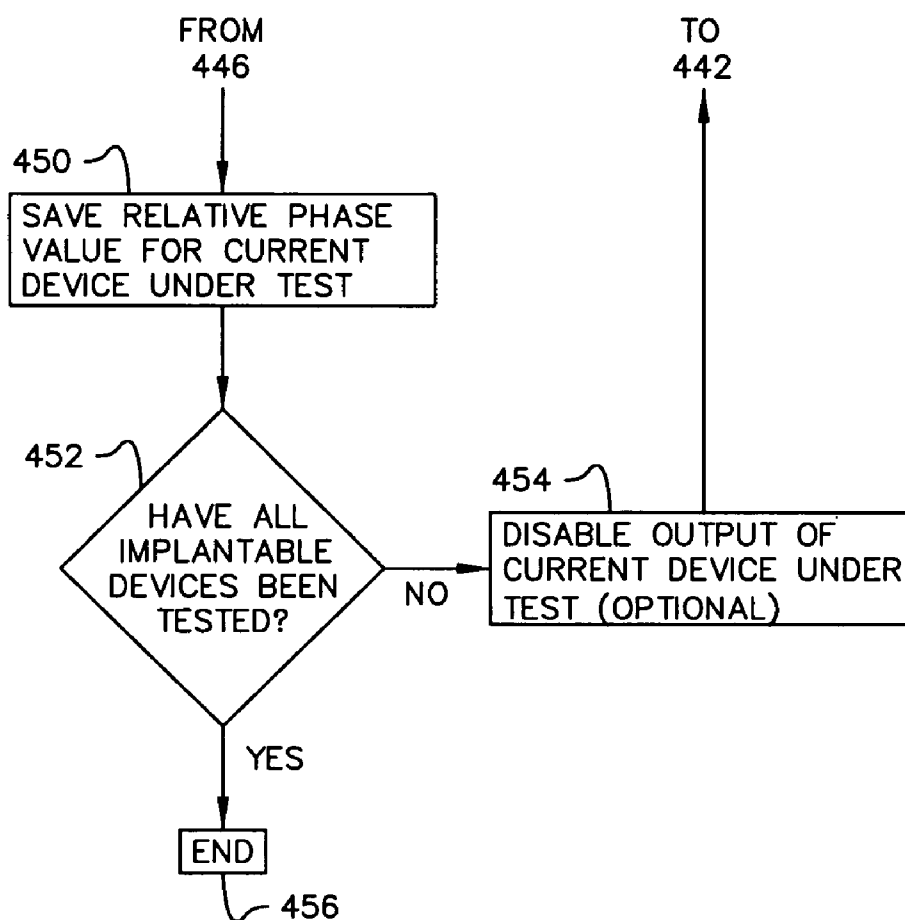 FROM
446
TO
442
450
SAVE RELATIVE PHASE
VALUE FOR CURRENT
DEVICE UNDER TEST
452
HAVE ALL
IMPLANTABLE
DEVICES BEEN
TESTED?
NO
454
DISABLE OUTPUT OF
CURRENT DEVICE UNDER
TEST (OPTIONAL)
YES
END
456